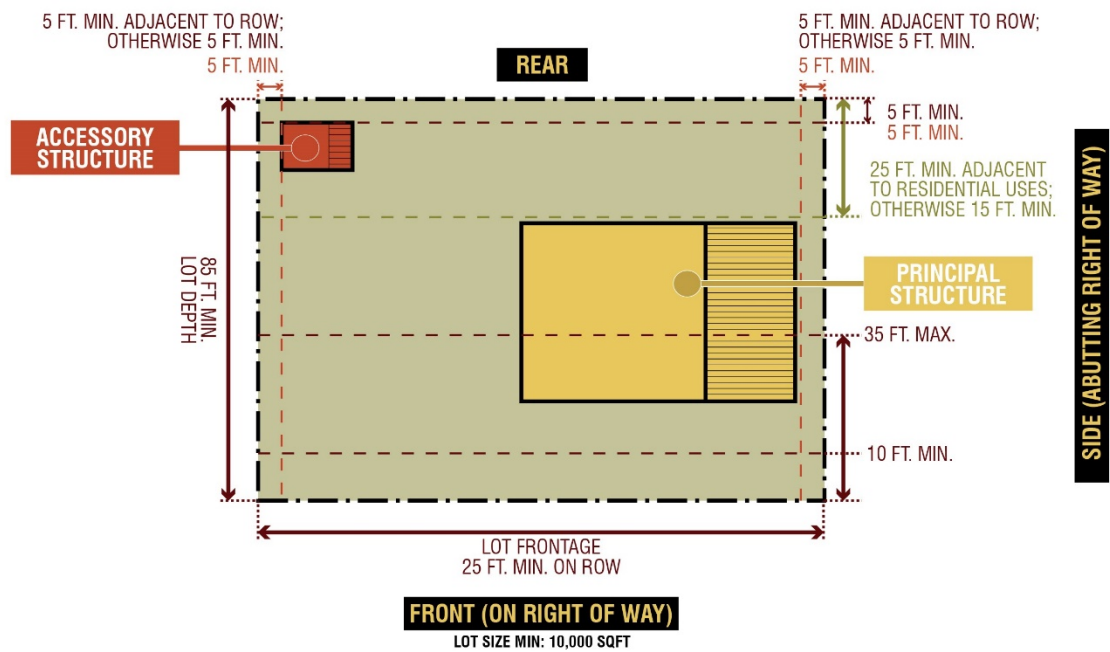 5 FT. MIN. ADJACENT TO ROW;
OTHERWISE 5 FT. MIN.
5 FT. MIN.
REAR
5 FT. MIN. ADJACENT TO ROW;
OTHERWISE 5 FT. MIN.
5 FT. MIN.
ACCESSORY
STRUCTURE
5 FT. MIN.
5 FT. MIN.
25 FT. MIN. ADJACENT
TO RESIDENTIAL USES;
OTHERWISE 15 FT. MIN.
SIDE (ABUTTING RIGHT OF WAY)
85 FT. MIN.
LOT DEPTH
PRINCIPAL
STRUCTURE
35 FT. MAX.
10 FT. MIN.
LOT FRONTAGE
25 FT. MIN. ON ROW
FRONT (ON RIGHT OF WAY)
LOT SIZE MIN: 10,000 SQFT